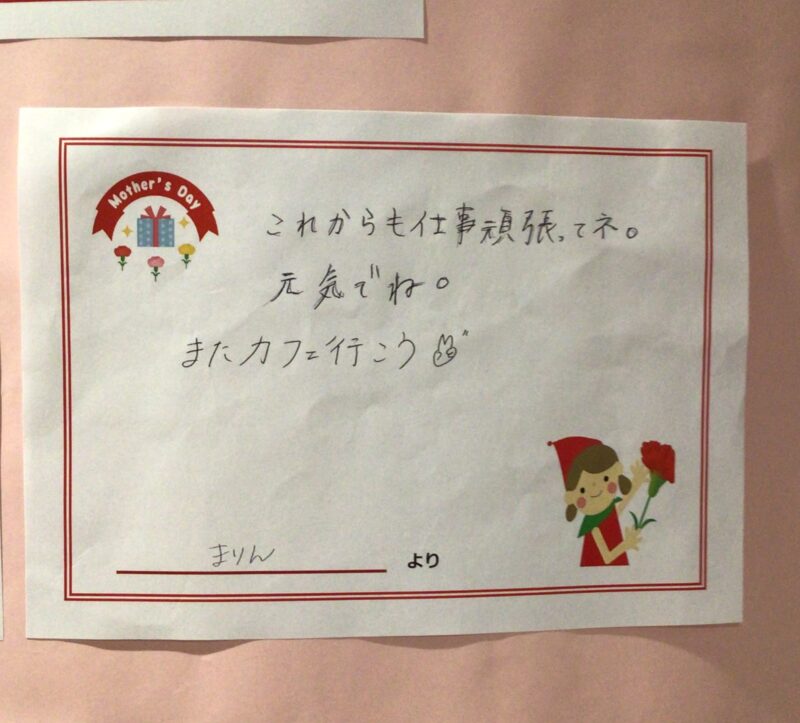 Mother's Day
これからも仕事頑張ってネ。
元気でね。
またカフェ行こう
まりん より